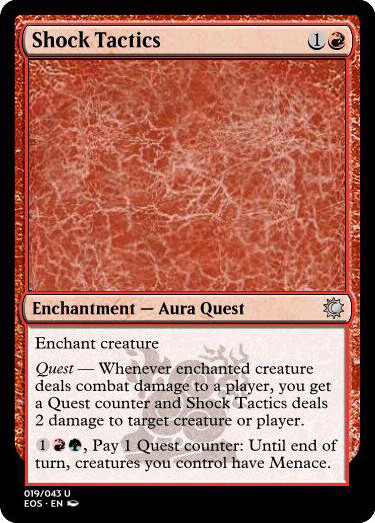 Shock Tactics 1
Enchantment — Aura Quest
Enchant creature
Quest — Whenever enchanted creature
deals combat damage to a player, you get
a Quest counter and Shock Tactics deals
2 damage to target creature or player.
1, Pay 1 Quest counter: Until end of
turn, creatures you control have Menace.
019/043 U
EOS · EN